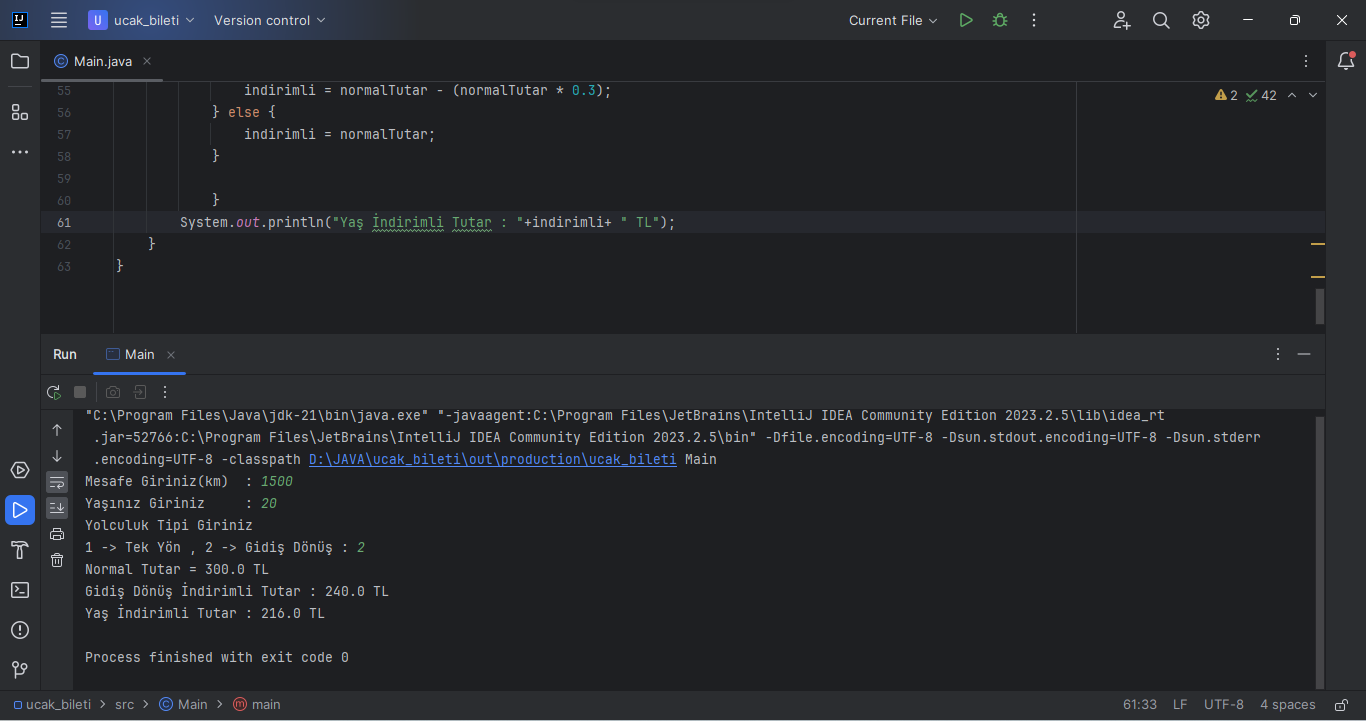 U ucak_bileti Version control Current File
Main.java
55 indirimli = normalTutar - (normalTutar * 0.3);
2 42
56 } else {
57 indirimli = normalTutar;
58 }
59
60 }
61 System.out.println("Yaş İndirimli Tutar : "+indirimli+ " TL");
62 }
63 }
Run Main
"C:\Program Files\Java\jdk-21\bin\java.exe" "-javaagent:C:\Program Files\JetBrains\IntelliJ IDEA Community Edition 2023.2.5\lib\idea_rt
.jar=52766:C:\Program Files\JetBrains\IntelliJ IDEA Community Edition 2023.2.5\bin" -Dfile.encoding=UTF-8 -Dsun.stdout.encoding=UTF-8 -Dsun.stderr
.encoding=UTF-8 -classpath D:\JAVA\ucak_bileti\out\production\ucak_bileti Main
Mesafe Giriniz(km) : 1500
Yaşınız Giriniz : 20
Yolculuk Tipi Giriniz
1 -> Tek Yön , 2 -> Gidiş Dönüş : 2
Normal Tutar = 300.0 TL
Gidiş Dönüş İndirimli Tutar : 240.0 TL
Yaş İndirimli Tutar : 216.0 TL
Process finished with exit code 0
ucak_bileti > src > Main > main 61:33 LF UTF-8 4 spaces